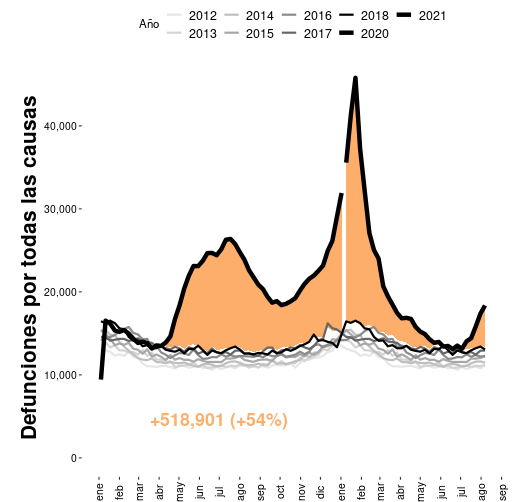 Año 2012 2014 2016 2018 2021
2013 2015 2017 2020
Defunciones por todas las causas
40,000
30,000
20,000
10,000
0
+518,901 (+54%)
ene feb mar abr may jun jul ago sep oct nov dic ene feb mar abr may jun jul ago sep